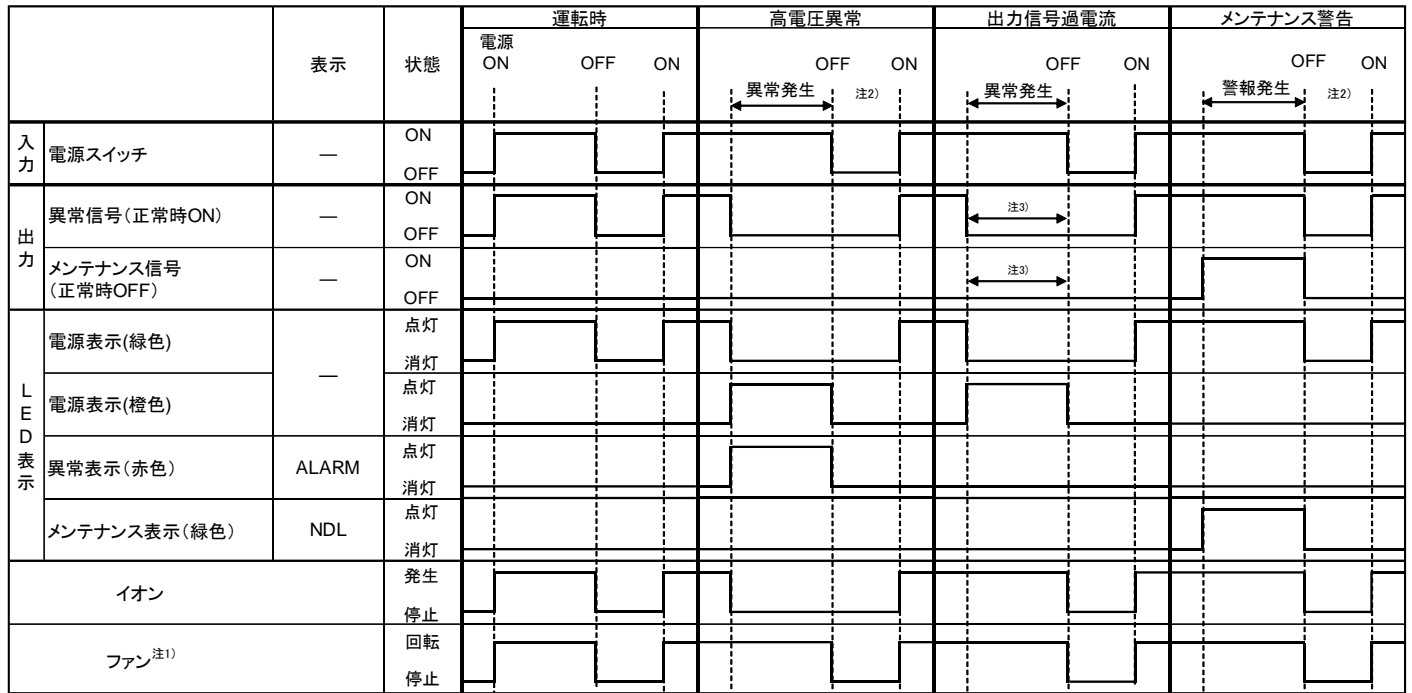 運転時 高電圧異常 出力信号過電流 メンテナンス警告
表示 状態
電源
ON OFF ON OFF ON OFF ON OFF ON
異常発生 注2) 異常発生 警報発生 注2)
入力 電源スイッチ — ON
OFF
出力 異常信号(正常時ON) — ON
OFF
注3)
メンテナンス信号
(正常時OFF) — ON
OFF
注3)
LED表示 電源表示(緑色) — 点灯
消灯
電源表示(橙色) 点灯
消灯
異常表示(赤色) ALARM 点灯
消灯
メンテナンス表示(緑色) NDL 点灯
消灯
イオン 発生
停止
ファン注1) 回転
停止